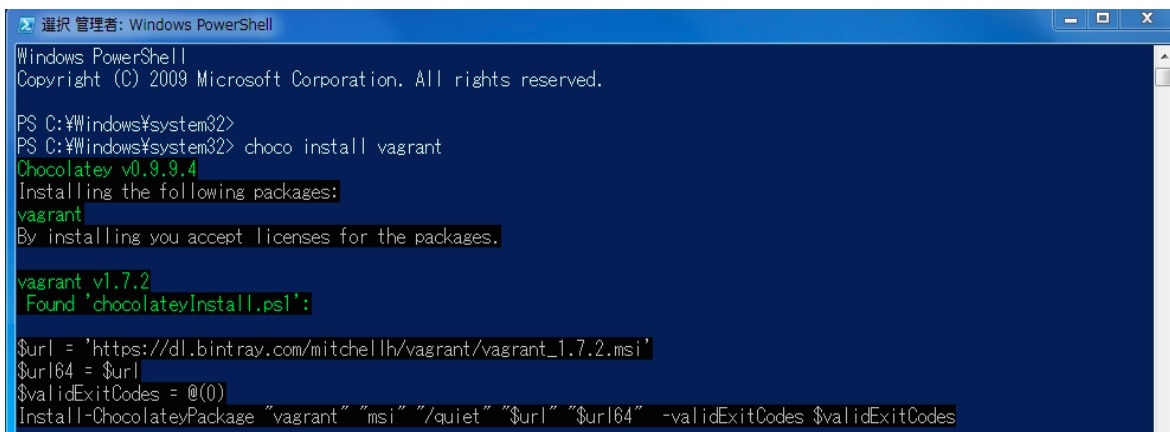 選択 管理者: Windows PowerShell
Windows PowerShell
Copyright (C) 2009 Microsoft Corporation. All rights reserved.
PS C:¥Windows¥system32>
PS C:¥Windows¥system32> choco install vagrant
Chocolatey v0.9.9.4
Installing the following packages:
vagrant
By installing you accept licenses for the packages.
vagrant v1.7.2
Found 'chocolateyInstall.ps1':
$url = 'https://dl.bintray.com/mitchellh/vagrant/vagrant_1.7.2.msi'
$url64 = $url
$validExitCodes = @(0)
Install-ChocolateyPackage "vagrant" "msi" "/quiet" "$url" "$url64" -validExitCodes $validExitCodes